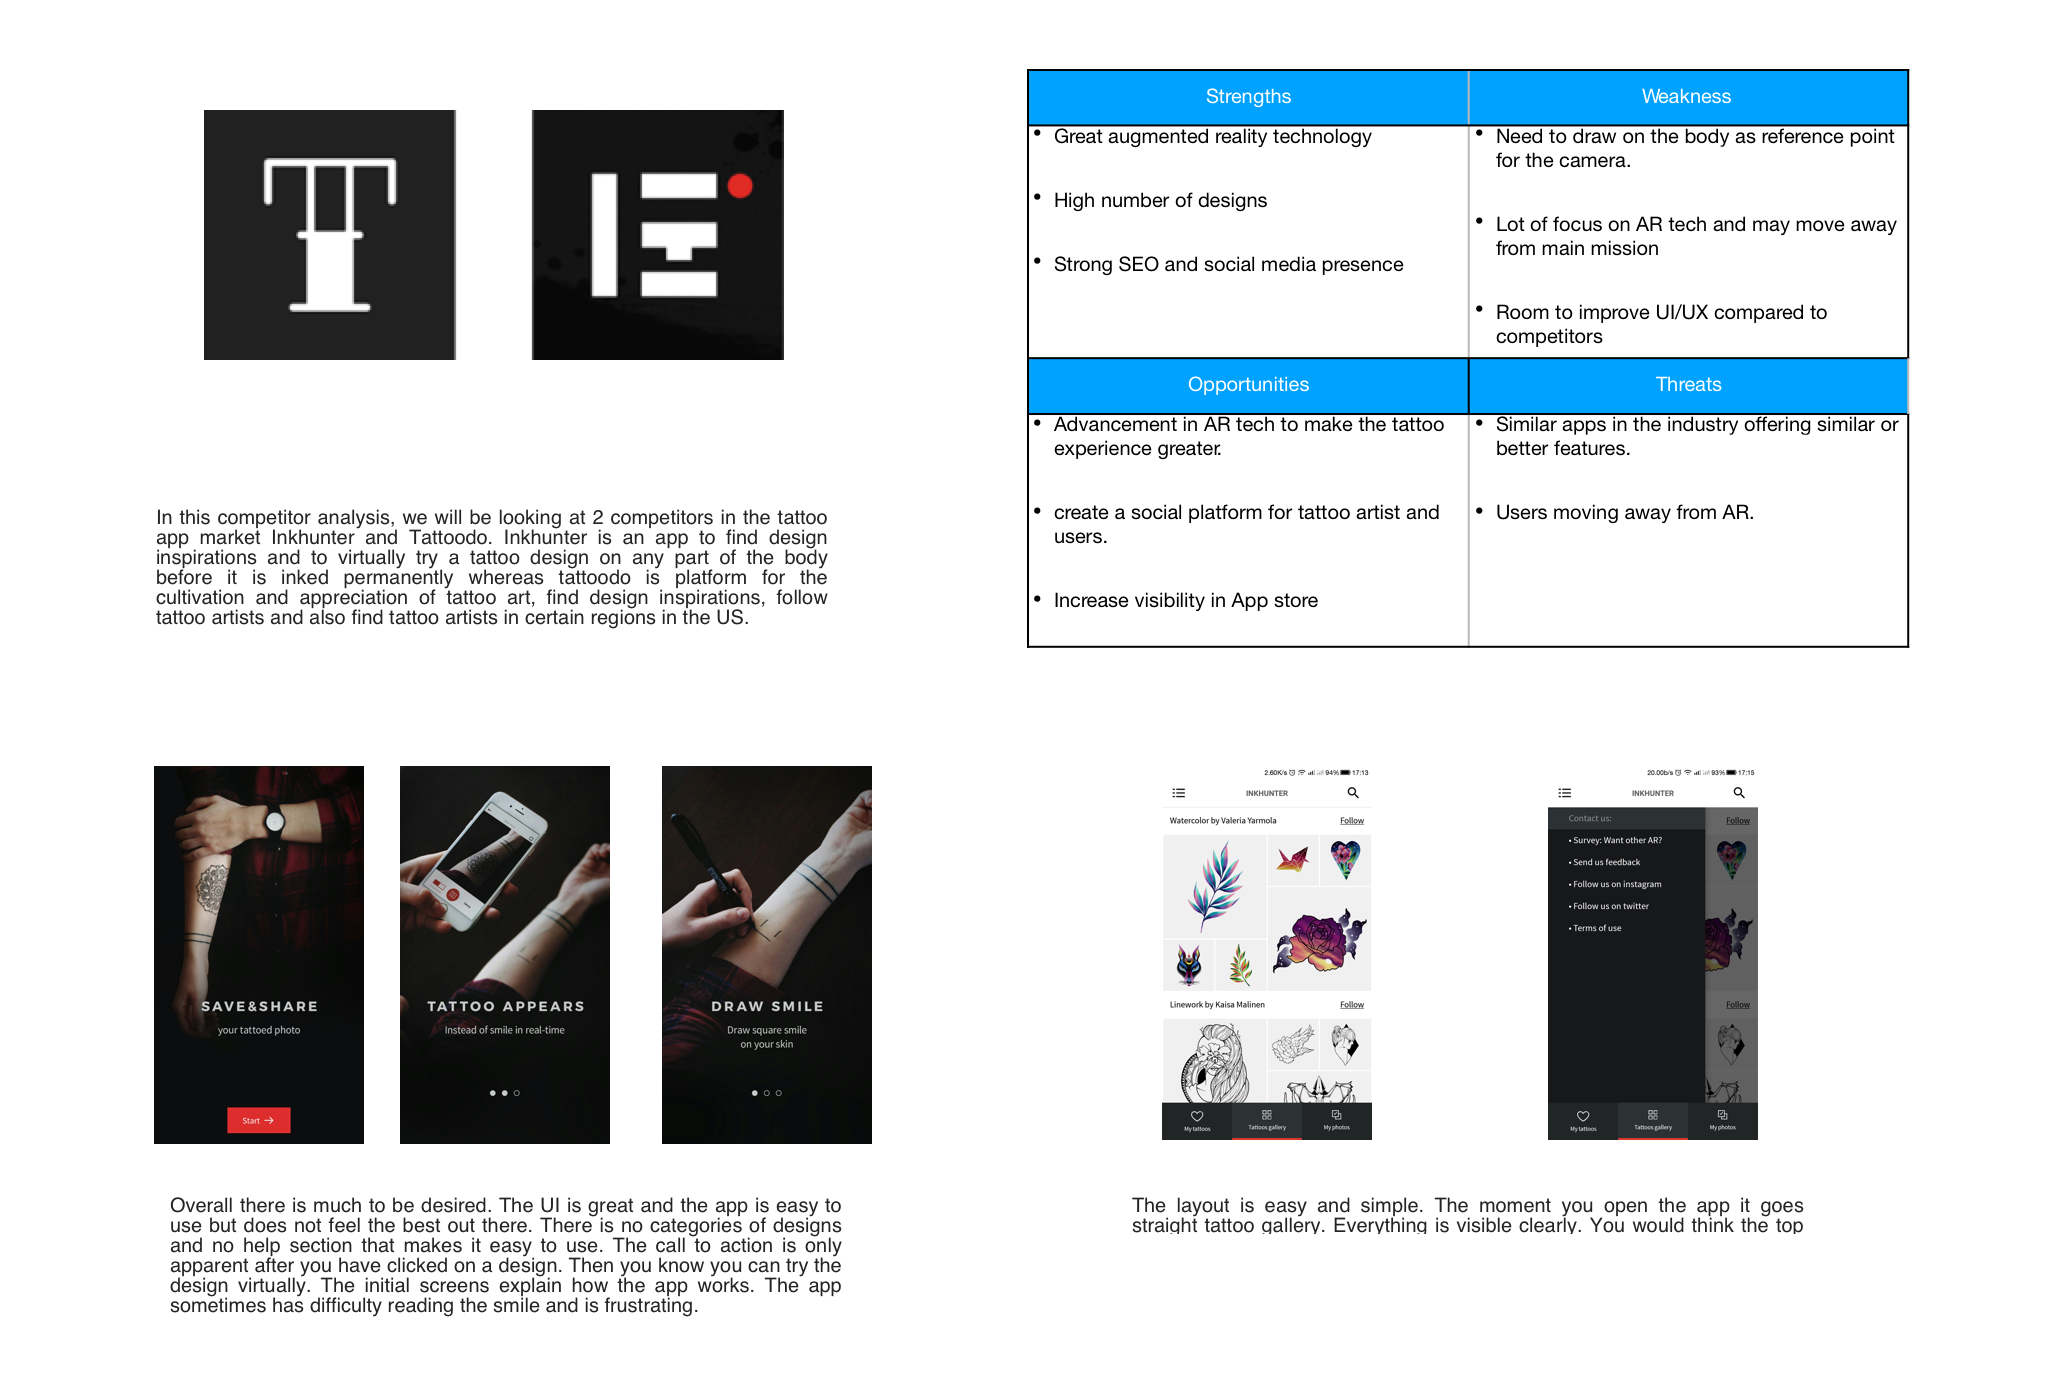 In this competitor analysis, we will be looking at 2 competitors in the tattoo
app market Inkhunter and Tattoodo. Inkhunter is an app to find design
inspirations and to virtually try a tattoo design on any part of the body
before it is inked permanently whereas tattoodo is platform for the
cultivation and appreciation of tattoo art, find design inspirations, follow
tattoo artists and also find tattoo artists in certain regions in the US.
Strengths
Weakness
• Great augmented reality technology
• High number of designs
• Strong SEO and social media presence
• Need to draw on the body as reference point
for the camera.
• Lot of focus on AR tech and may move away
from main mission
• Room to improve UI/UX compared to
competitors
Opportunities
Threats
• Advancement in AR tech to make the tattoo
experience greater.
• create a social platform for tattoo artist and
users.
• Increase visibility in App store
• Similar apps in the industry offering similar or
better features.
• Users moving away from AR.
SAVE&SHARE
your tattoed photo
Start →
TATTOO APPEARS
Instead of smile in real-time
DRAW SMILE
Draw square smile
on your skin
Overall there is much to be desired. The UI is great and the app is easy to
use but does not feel the best out there. There is no categories of designs
and no help section that makes it easy to use. The call to action is only
apparent after you have clicked on a design. Then you know you can try the
design virtually. The initial screens explain how the app works. The app
sometimes has difficulty reading the smile and is frustrating.
2.60K/s 94% 17:13
INKHUNTER
Watercolor by Valeria Yarmola Follow
Linework by Kaisa Malinen Follow
My tattoos Tattoos gallery My photos
20.00b/s 93% 17:15
INKHUNTER
Contact us:
Follow
• Survey: Want other AR?
• Send us feedback
• Follow us on instagram
• Follow us on twitter
• Terms of use
Follow
My tattoos Tattoos gallery My photos
The layout is easy and simple. The moment you open the app it goes
straight tattoo gallery. Everything is visible clearly. You would think the top